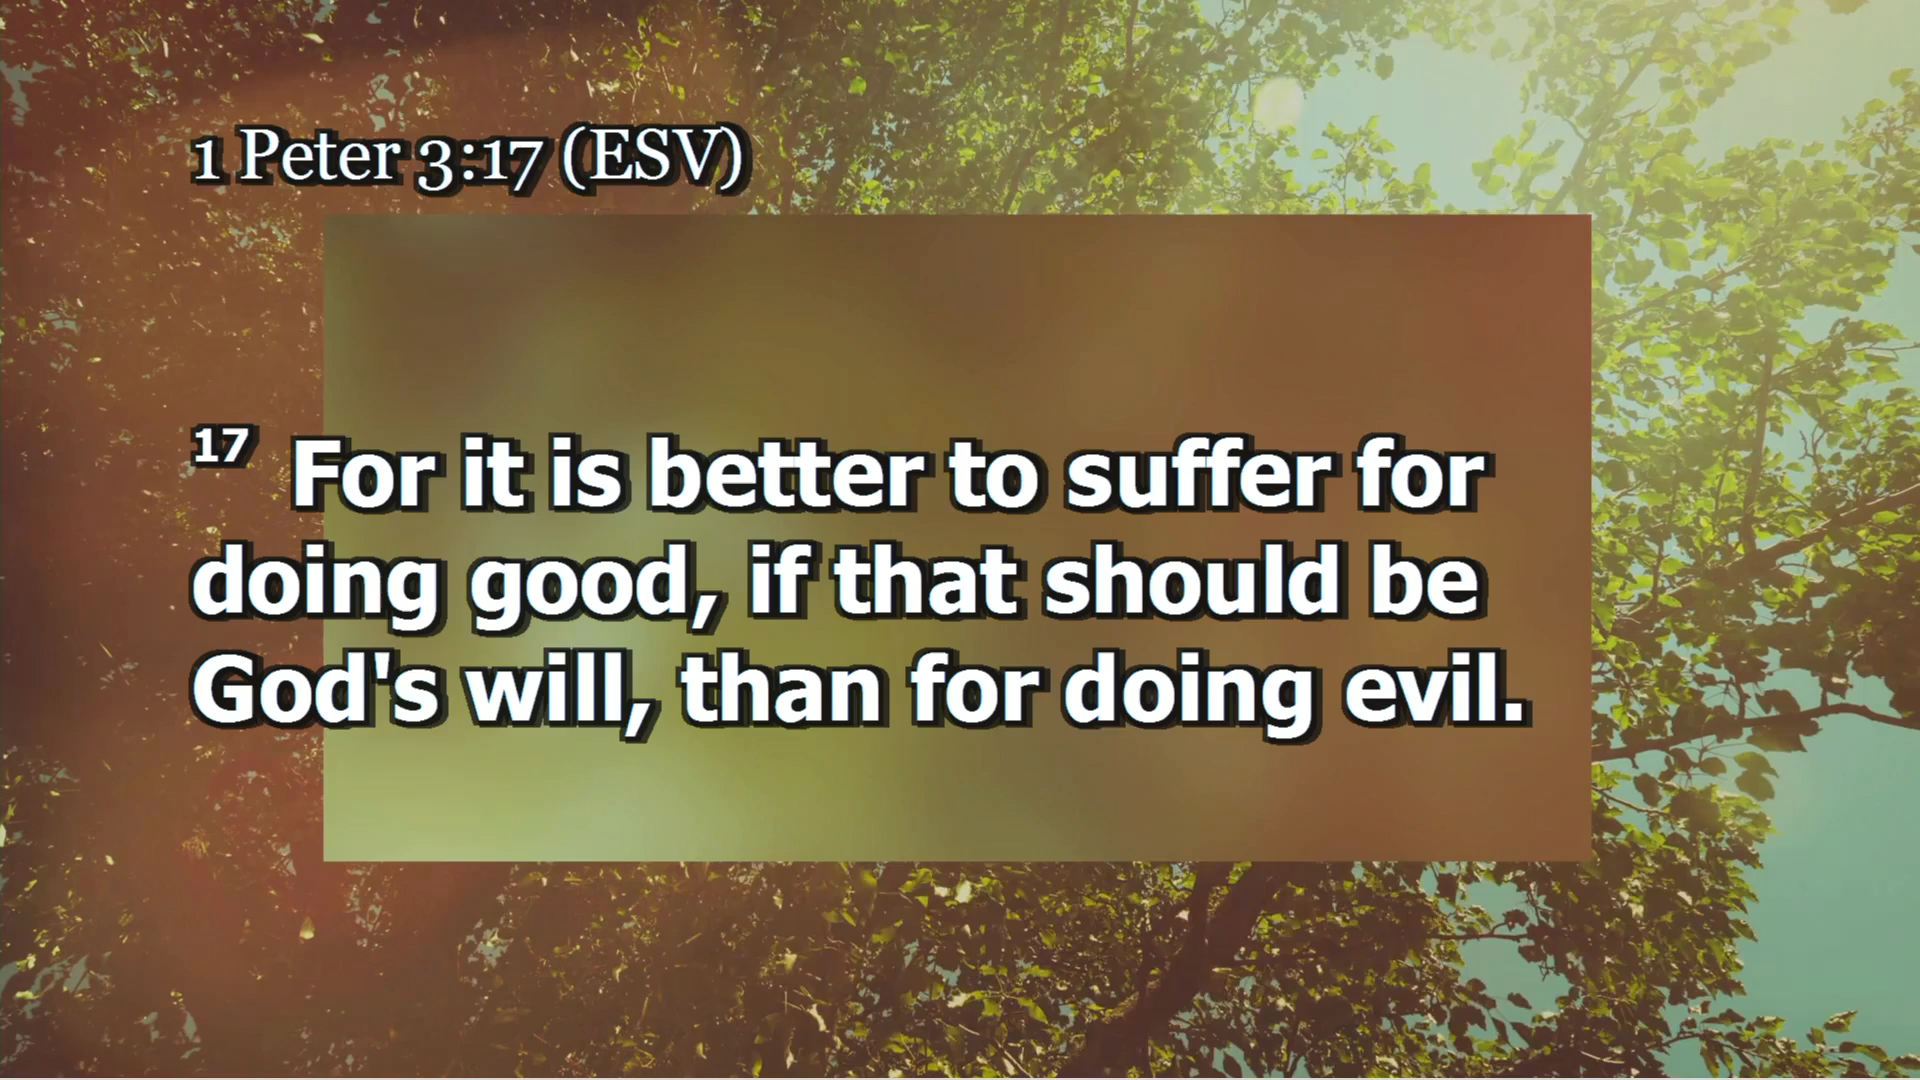 1 Peter 3:17 (ESV)
17 For it is better to suffer for
doing good, if that should be
God's will, than for doing evil.